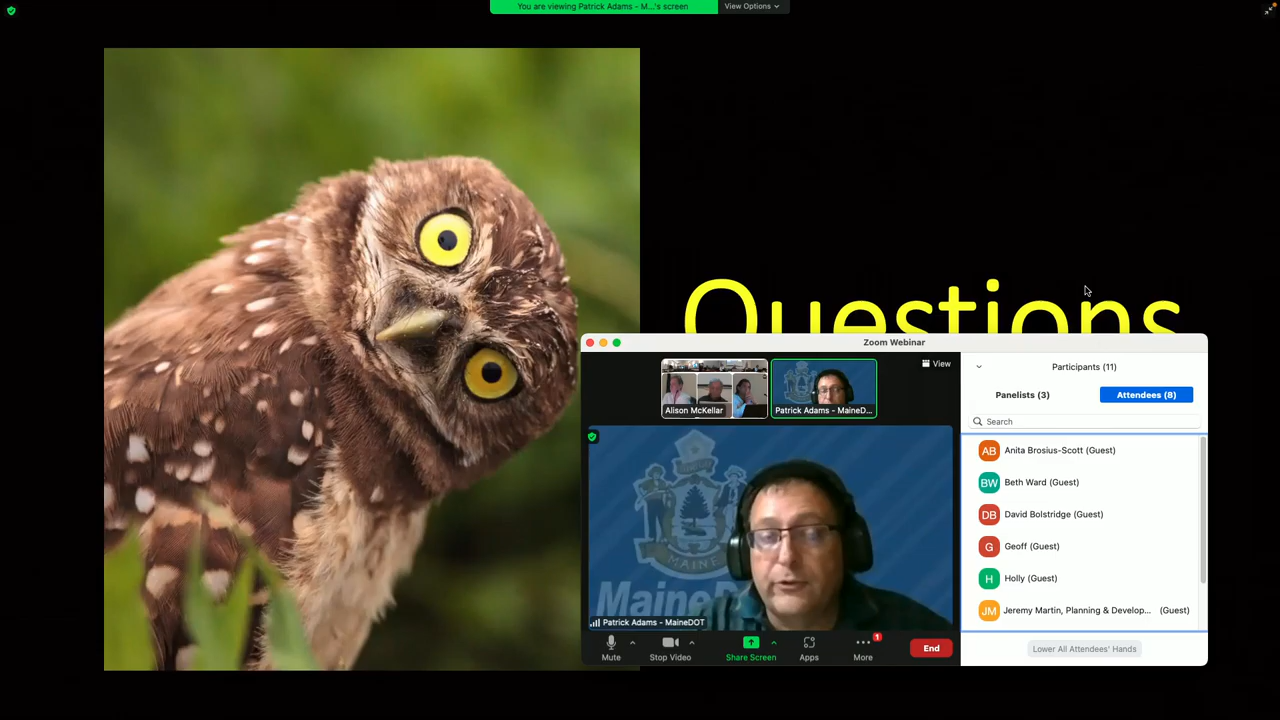 You are viewing Patrick Adams - M...'s screen
View Options
Questions
Zoom Webinar
View
Alison McKellar
Patrick Adams - MaineD...
MAINE
MaineD
Patrick Adams - MaineDOT
Mute
Stop Video
Share Screen
Apps
1
More
End
Participants (11)
Panelists (3)
Attendees (8)
Search
AB Anita Brosius-Scott (Guest)
BW Beth Ward (Guest)
DB David Bolstridge (Guest)
G Geoff (Guest)
H Holly (Guest)
JM Jeremy Martin, Planning & Develop... (Guest)
Lower All Attendees' Hands